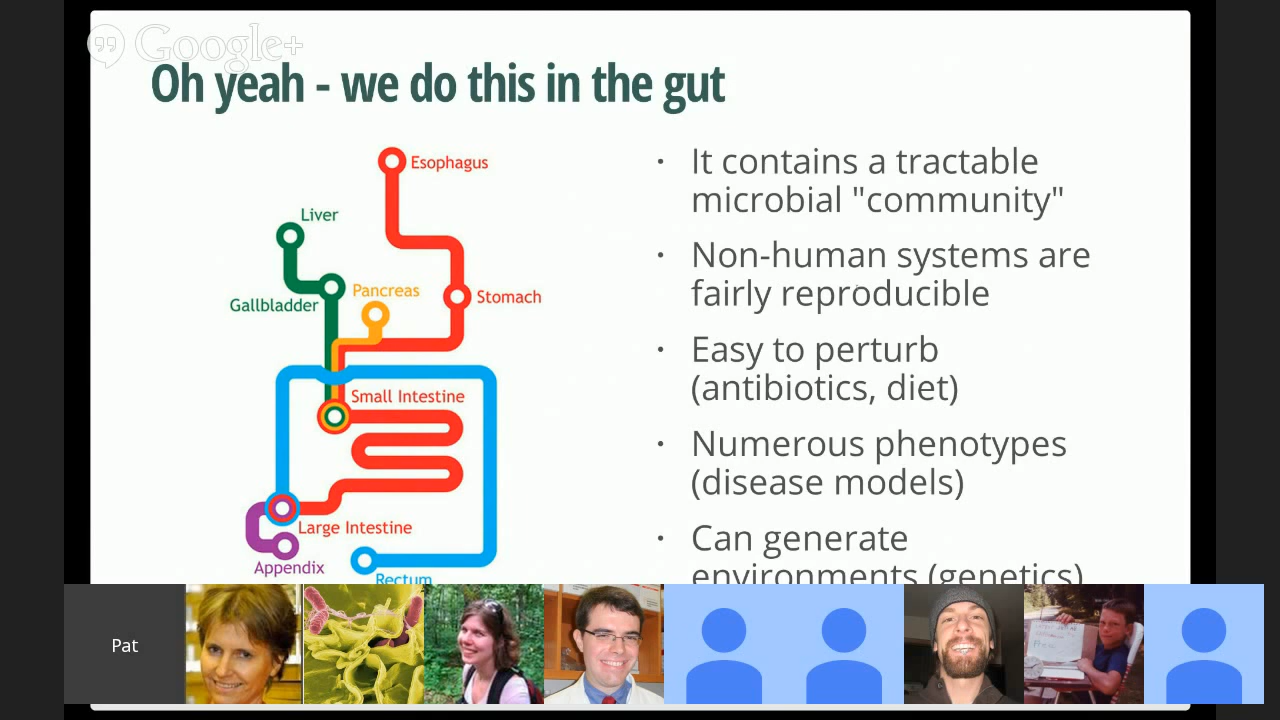 Google+
Oh yeah - we do this in the gut
Esophagus
Liver
Gallbladder
Pancreas
Stomach
Small Intestine
Large Intestine
Appendix
Rectum
· It contains a tractable
microbial "community"
· Non-human systems are
fairly reproducible
· Easy to perturb
(antibiotics, diet)
· Numerous phenotypes
(disease models)
· Can generate
environments (genetics)
Pat